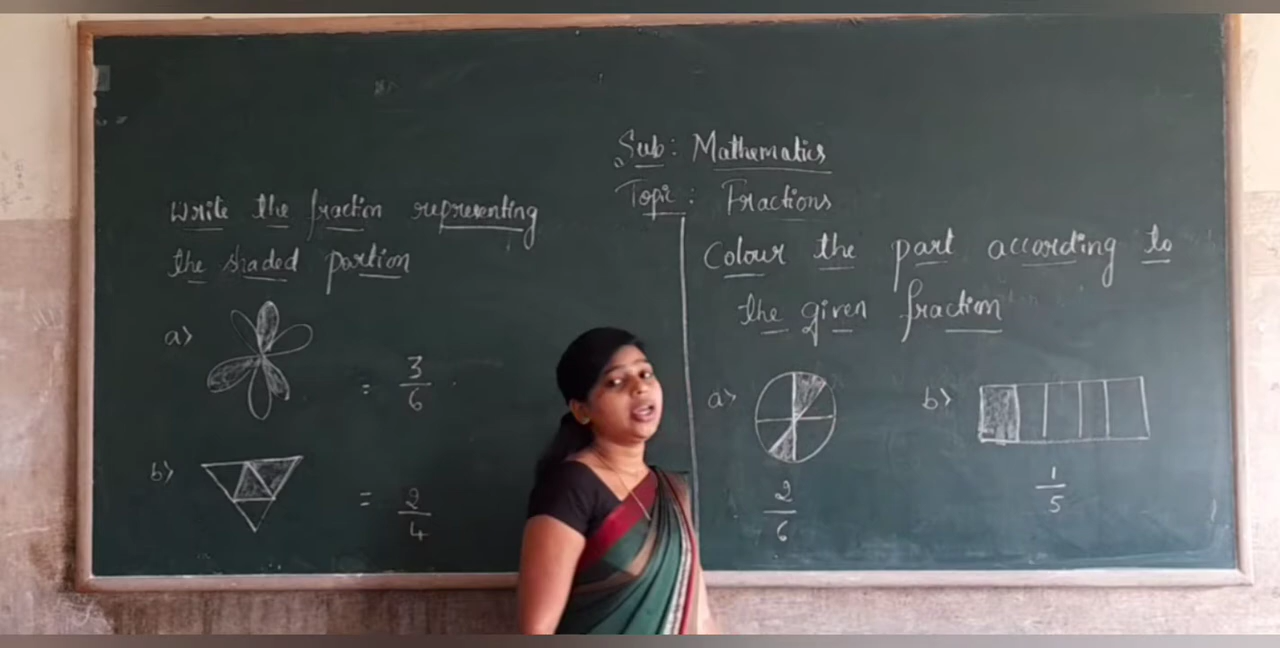 Sub: Mathematics
Topic: Fractions
Write the fraction representing
the shaded portion
a>
= 3/6
b>
= 2/4
Colour the part according to
the given fraction
a>
2/6
b>
1/5